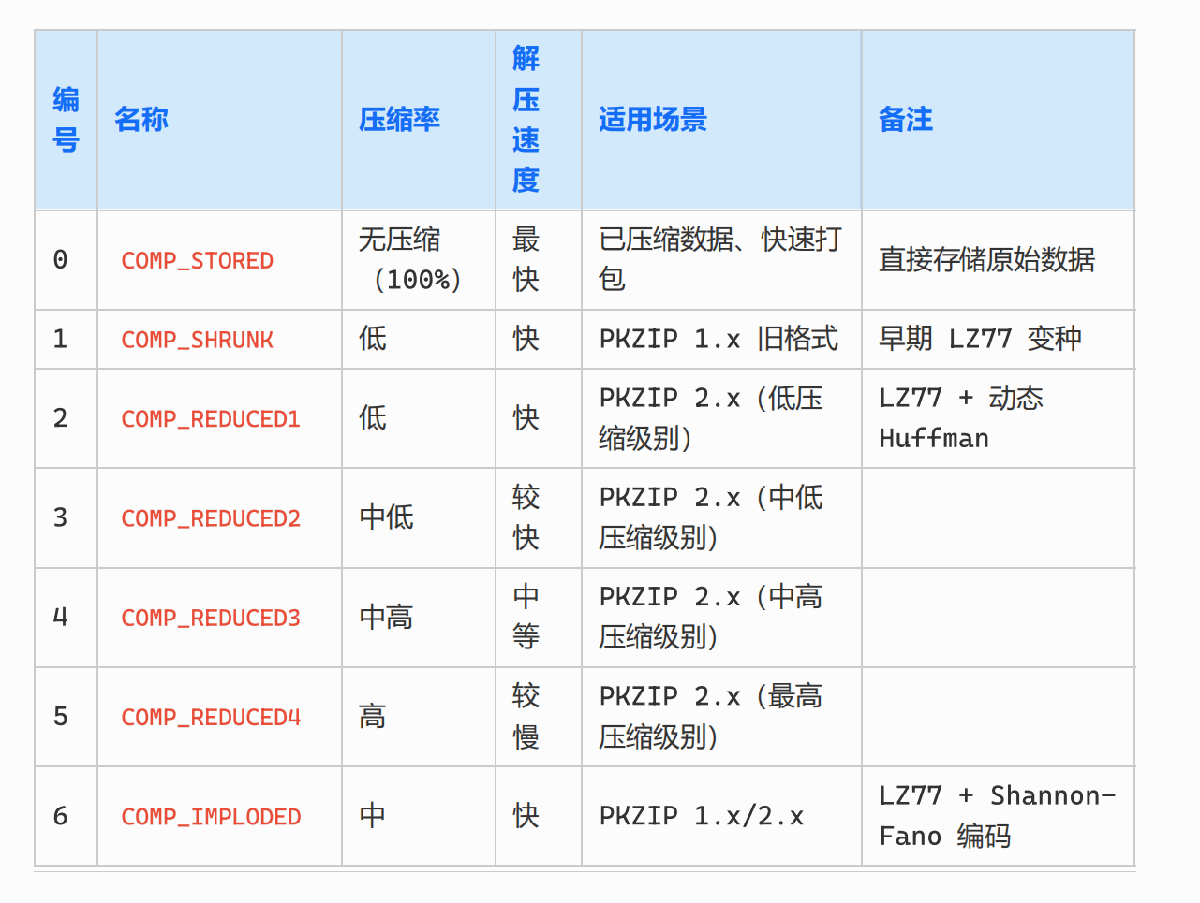 编号
名称
压缩率
解压速度
适用场景
备注
0
COMP_STORED
无压缩
（100%）
最快
已压缩数据、快速打
包
直接存储原始数据
1
COMP_SHRUNK
低
快
PKZIP 1.x 旧格式
早期 LZ77 变种
2
COMP_REDUCED1
低
快
PKZIP 2.x（低压
缩级别）
LZ77 + 动态
Huffman
3
COMP_REDUCED2
中低
较快
PKZIP 2.x（中低
压缩级别）
4
COMP_REDUCED3
中高
中等
PKZIP 2.x（中高
压缩级别）
5
COMP_REDUCED4
高
较慢
PKZIP 2.x（最高
压缩级别）
6
COMP_IMPLODED
中
快
PKZIP 1.x/2.x
LZ77 + Shannon-
Fano 编码